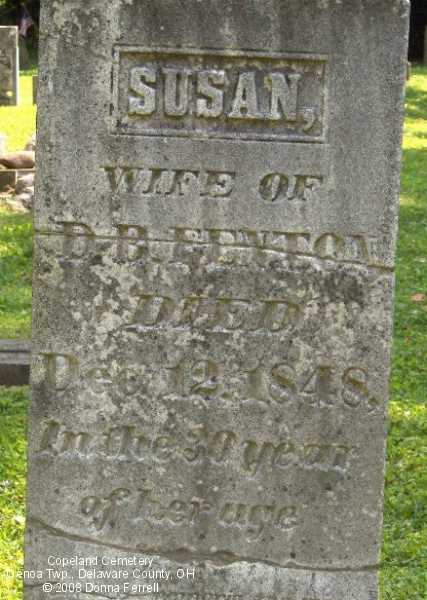 SUSAN,
WIFE OF
D. B. FENTON
DIED
Dec. 12. 1848.
In the 30 year
of her age
Copeland Cemetery
Genoa Twp., Delaware County, OH
© 2008 Donna Ferrell